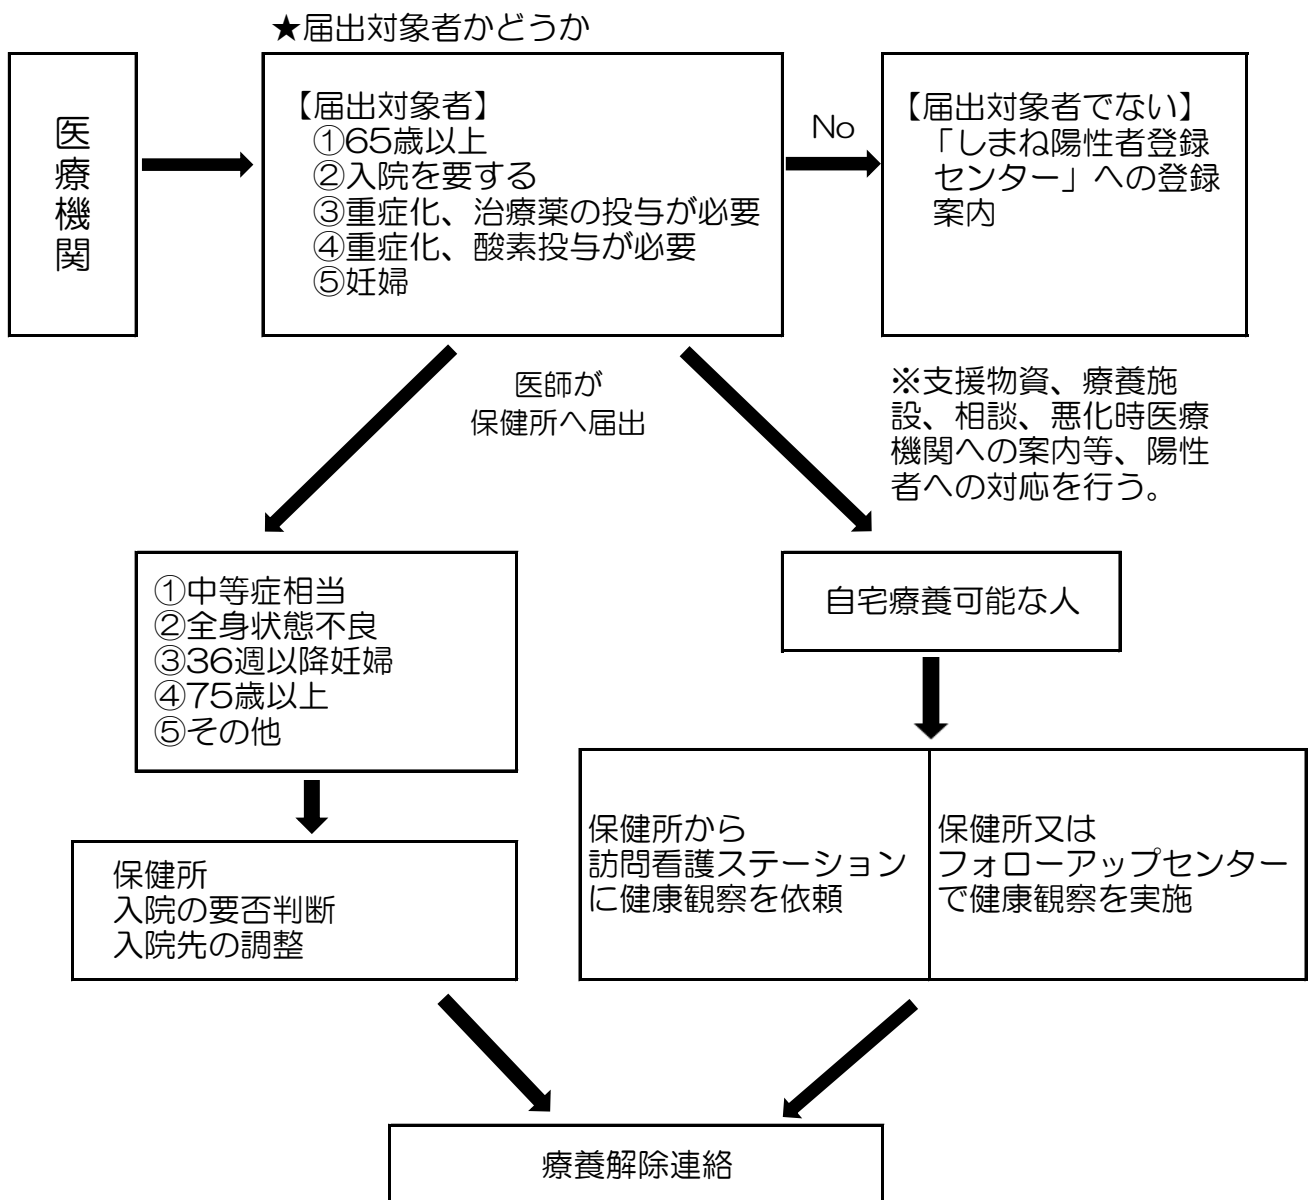 ★届出対象者かどうか
医療機関
【届出対象者】
①65歳以上
②入院を要する
③重症化、治療薬の投与が必要
④重症化、酸素投与が必要
⑤妊婦
No
【届出対象者でない】
「しまね陽性者登録
センター」への登録
案内
医師が
保健所へ届出
※支援物資、療養施
設、相談、悪化時医療
機関への案内等、陽性
者への対応を行う。
①中等症相当
②全身状態不良
③36週以降妊婦
④75歳以上
⑤その他
自宅療養可能な人
保健所
入院の要否判断
入院先の調整
保健所から
訪問看護ステーション
に健康観察を依頼
保健所又は
フォローアップセンター
で健康観察を実施
療養解除連絡